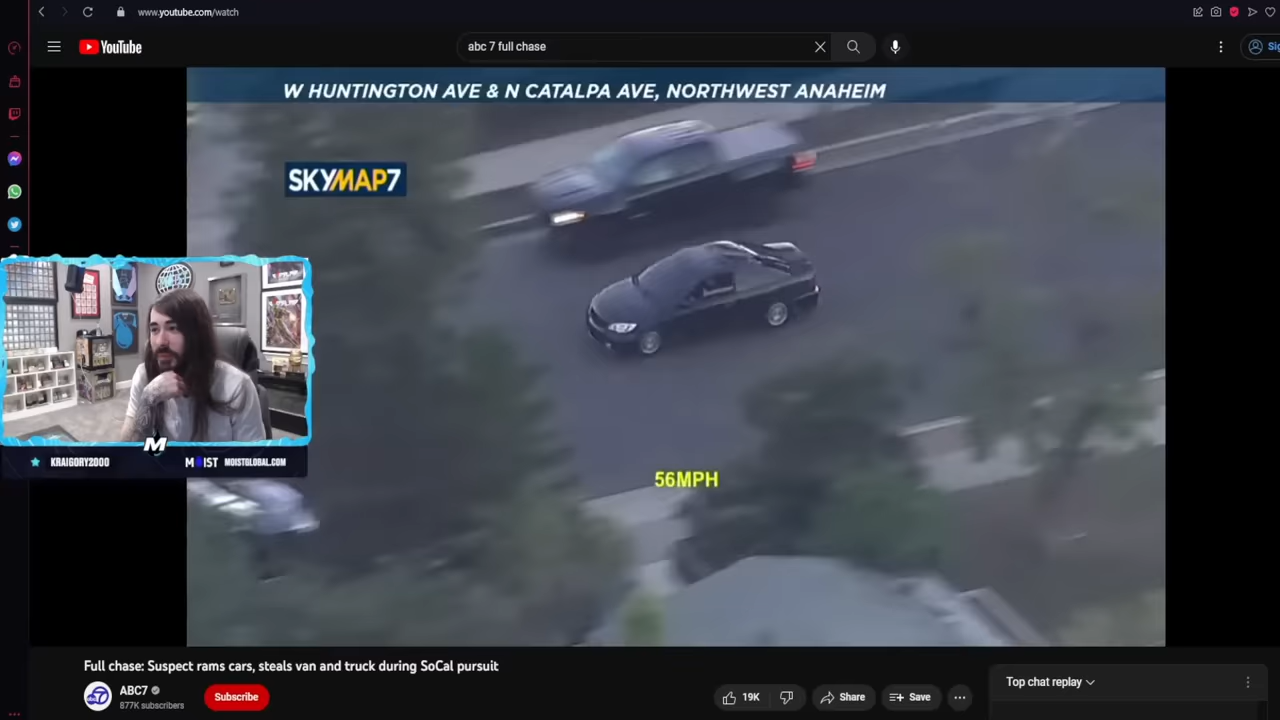 www.youtube.com/watch
YouTube
abc 7 full chase
W HUNTINGTON AVE & N CATALPA AVE, NORTHWEST ANAHEIM
SKYMAP7
M
KRAIGORY2000
MOIST MOISTGLOBAL.COM
56MPH
Full chase: Suspect rams cars, steals van and truck during SoCal pursuit
ABC7
877K subscribers
Subscribe
19K
Share
Save
Top chat replay